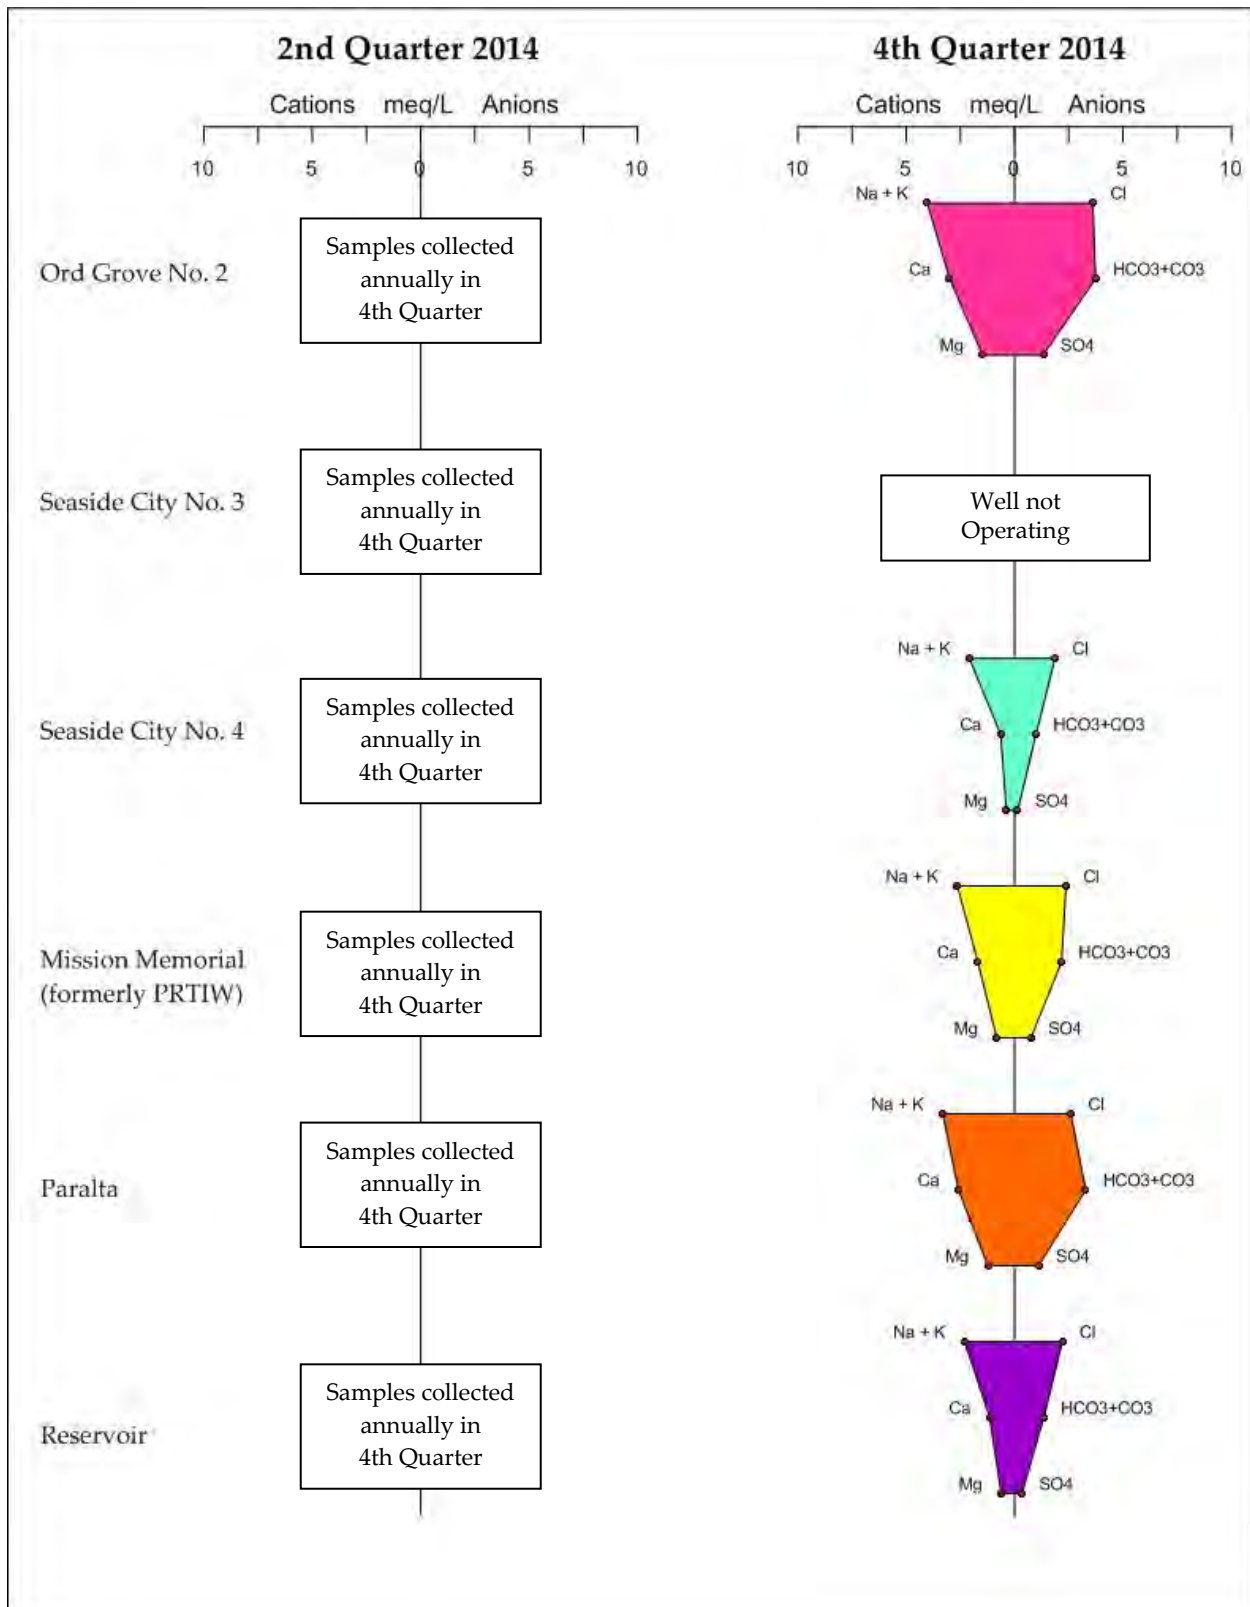 2nd Quarter 2014
4th Quarter 2014
Cations meq/L Anions
Cations meq/L Anions
10 5 0 5 10
10 5 0 5 10
Ord Grove No. 2
Samples collected
annually in
4th Quarter
Na + K Cl
Ca HCO3+CO3
Mg SO4
Seaside City No. 3
Samples collected
annually in
4th Quarter
Well not
Operating
Seaside City No. 4
Samples collected
annually in
4th Quarter
Na + K Cl
Ca HCO3+CO3
Mg SO4
Mission Memorial
(formerly PRTIW)
Samples collected
annually in
4th Quarter
Na + K Cl
Ca HCO3+CO3
Mg SO4
Paralta
Samples collected
annually in
4th Quarter
Na + K Cl
Ca HCO3+CO3
Mg SO4
Reservoir
Samples collected
annually in
4th Quarter
Na + K Cl
Ca HCO3+CO3
Mg SO4